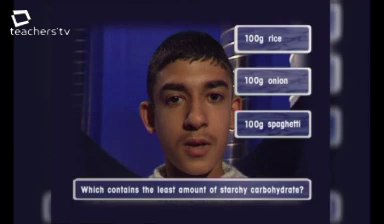 teachers'tv
100g rice
100g onion
100g spaghetti
Which contains the least amount of starchy carbohydrate?